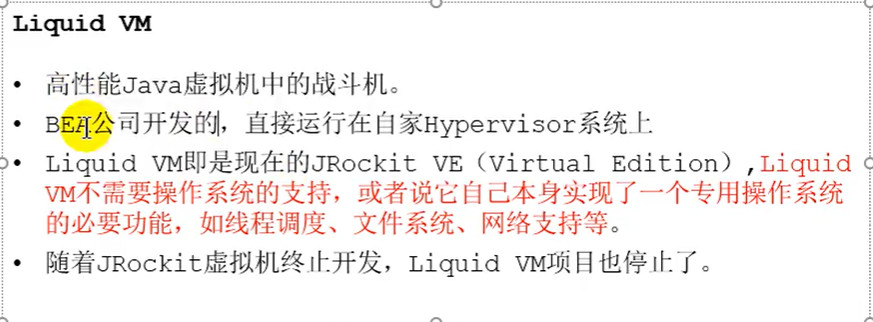 Liquid VM
• 高性能Java虚拟机中的战斗机。
• BEA公司开发的，直接运行在自家Hypervisor系统上
• Liquid VM即是现在的JRockit VE（Virtual Edition）,Liquid
VM不需要操作系统的支持，或者说它自己本身实现了一个专用操作系统
的必要功能，如线程调度、文件系统、网络支持等。
• 随着JRockit虚拟机终止开发，Liquid VM项目也停止了。